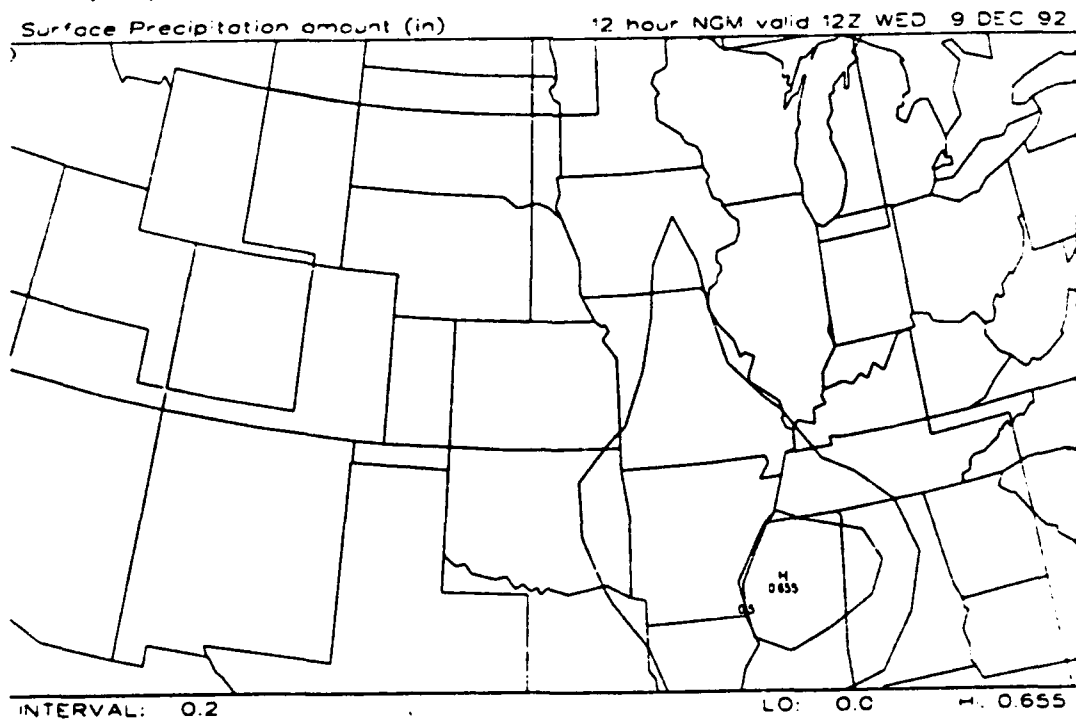 Surface Precipitation amount (in) 12 hour NGM valid 12Z WED 9 DEC 92
H
0.655
0.5
INTERVAL: 0.2 LO: 0.0 HI: 0.655